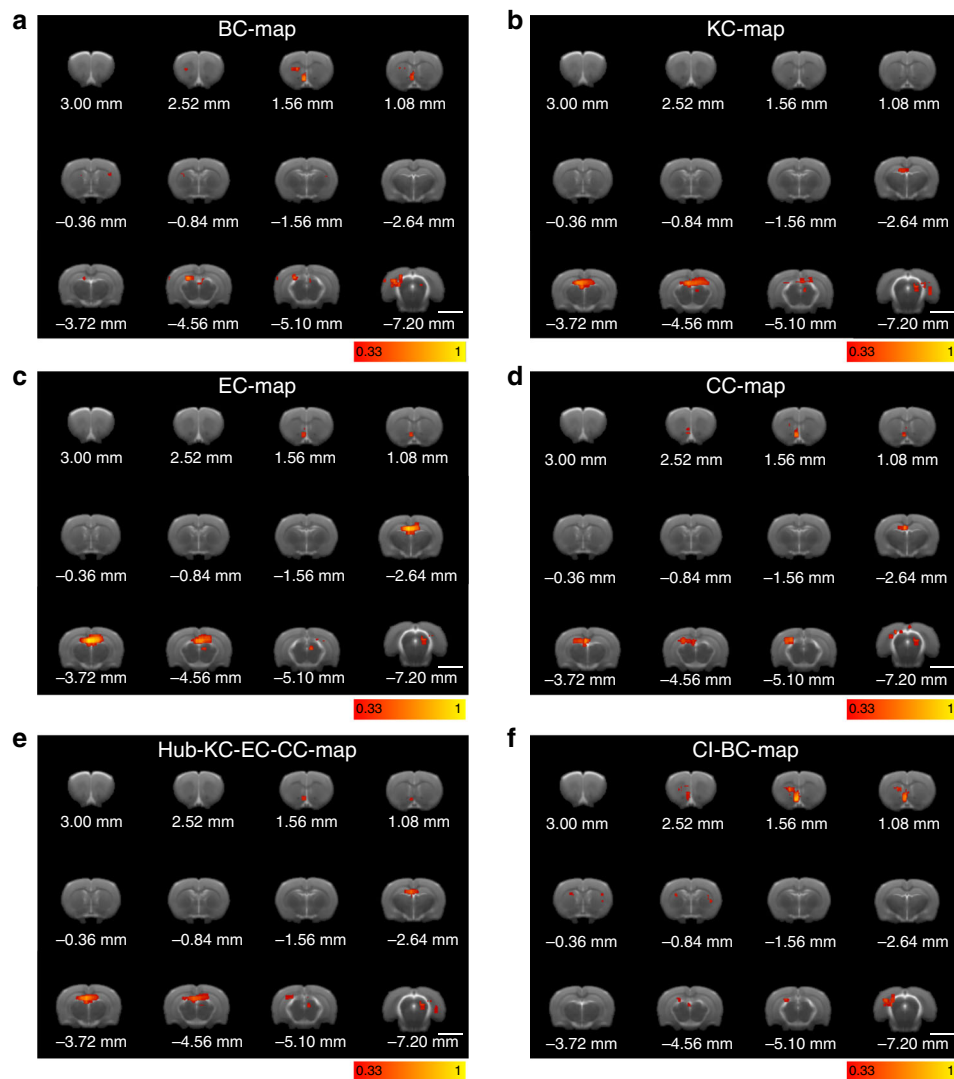 a
BC-map
3.00 mm 2.52 mm 1.56 mm 1.08 mm
–0.36 mm –0.84 mm –1.56 mm –2.64 mm
–3.72 mm –4.56 mm –5.10 mm –7.20 mm
0.33 1
b
KC-map
3.00 mm 2.52 mm 1.56 mm 1.08 mm
–0.36 mm –0.84 mm –1.56 mm –2.64 mm
–3.72 mm –4.56 mm –5.10 mm –7.20 mm
0.33 1
c
EC-map
3.00 mm 2.52 mm 1.56 mm 1.08 mm
–0.36 mm –0.84 mm –1.56 mm –2.64 mm
–3.72 mm –4.56 mm –5.10 mm –7.20 mm
0.33 1
d
CC-map
3.00 mm 2.52 mm 1.56 mm 1.08 mm
–0.36 mm –0.84 mm –1.56 mm –2.64 mm
–3.72 mm –4.56 mm –5.10 mm –7.20 mm
0.33 1
e
Hub-KC-EC-CC-map
3.00 mm 2.52 mm 1.56 mm 1.08 mm
–0.36 mm –0.84 mm –1.56 mm –2.64 mm
–3.72 mm –4.56 mm –5.10 mm –7.20 mm
0.33 1
f
CI-BC-map
3.00 mm 2.52 mm 1.56 mm 1.08 mm
–0.36 mm –0.84 mm –1.56 mm –2.64 mm
–3.72 mm –4.56 mm –5.10 mm –7.20 mm
0.33 1